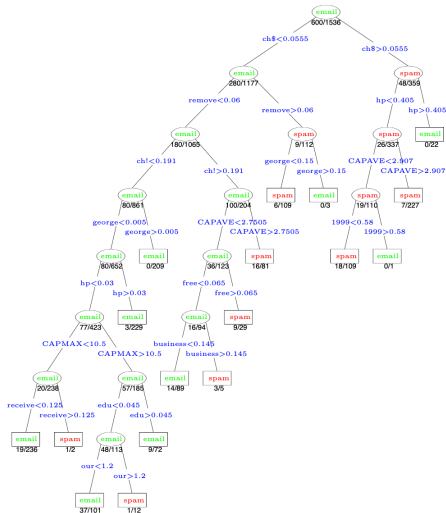 email
600/1536
ch$<0.0555
ch$>0.0555
email
280/1177
spam
48/359
remove<0.06
remove>0.06
hp<0.405
hp>0.405
email
180/1065
spam
9/112
spam
26/337
email
0/22
ch!<0.191
ch!>0.191
george<0.15
george>0.15
CAPAVE<2.907
CAPAVE>2.907
email
80/861
email
100/204
spam
6/109
email
0/3
spam
19/110
spam
7/227
george<0.005
george>0.005
CAPAVE<2.7505
CAPAVE>2.7505
1999<0.58
1999>0.58
email
80/652
email
0/209
email
36/123
spam
16/81
spam
18/109
email
0/1
hp<0.03
hp>0.03
free<0.065
free>0.065
email
77/423
email
3/229
email
16/94
spam
9/29
CAPMAX<10.5
CAPMAX>10.5
business<0.145
business>0.145
email
20/238
email
57/185
email
14/89
spam
3/5
receive<0.125
receive>0.125
edu<0.045
edu>0.045
email
19/236
spam
1/2
email
48/113
email
9/72
our<1.2
our>1.2
email
37/101
spam
1/12